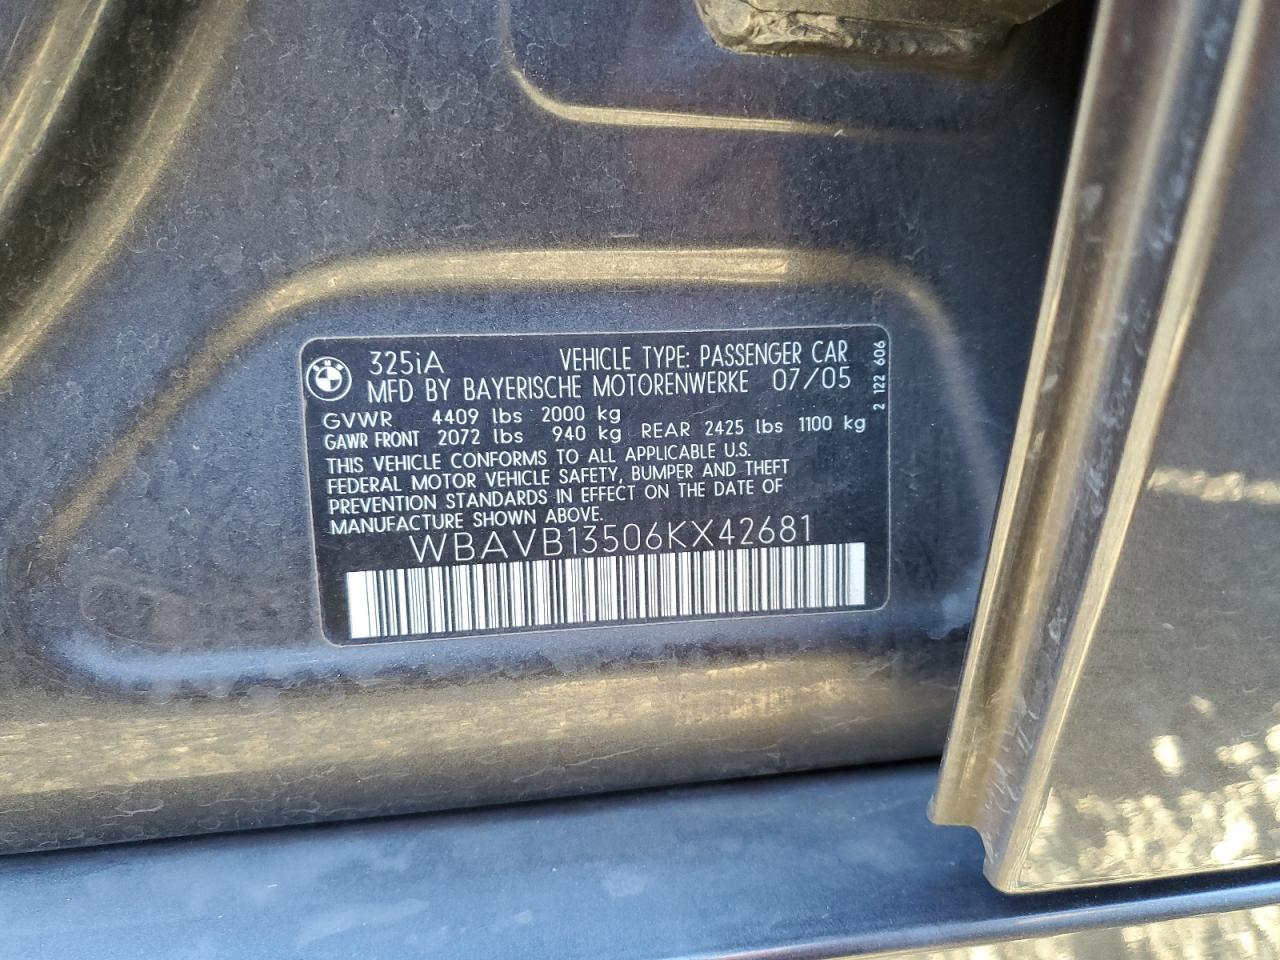 325iA VEHICLE TYPE: PASSENGER CAR
MFD BY BAYERISCHE MOTORENWERKE 07/05
GVWR 4409 lbs 2000 kg
GAWR FRONT 2072 lbs 940 kg REAR 2425 lbs 1100 kg
THIS VEHICLE CONFORMS TO ALL APPLICABLE U.S.
FEDERAL MOTOR VEHICLE SAFETY, BUMPER AND THEFT
PREVENTION STANDARDS IN EFFECT ON THE DATE OF
MANUFACTURE SHOWN ABOVE.
WBAVB13506KX42681
2 122 606